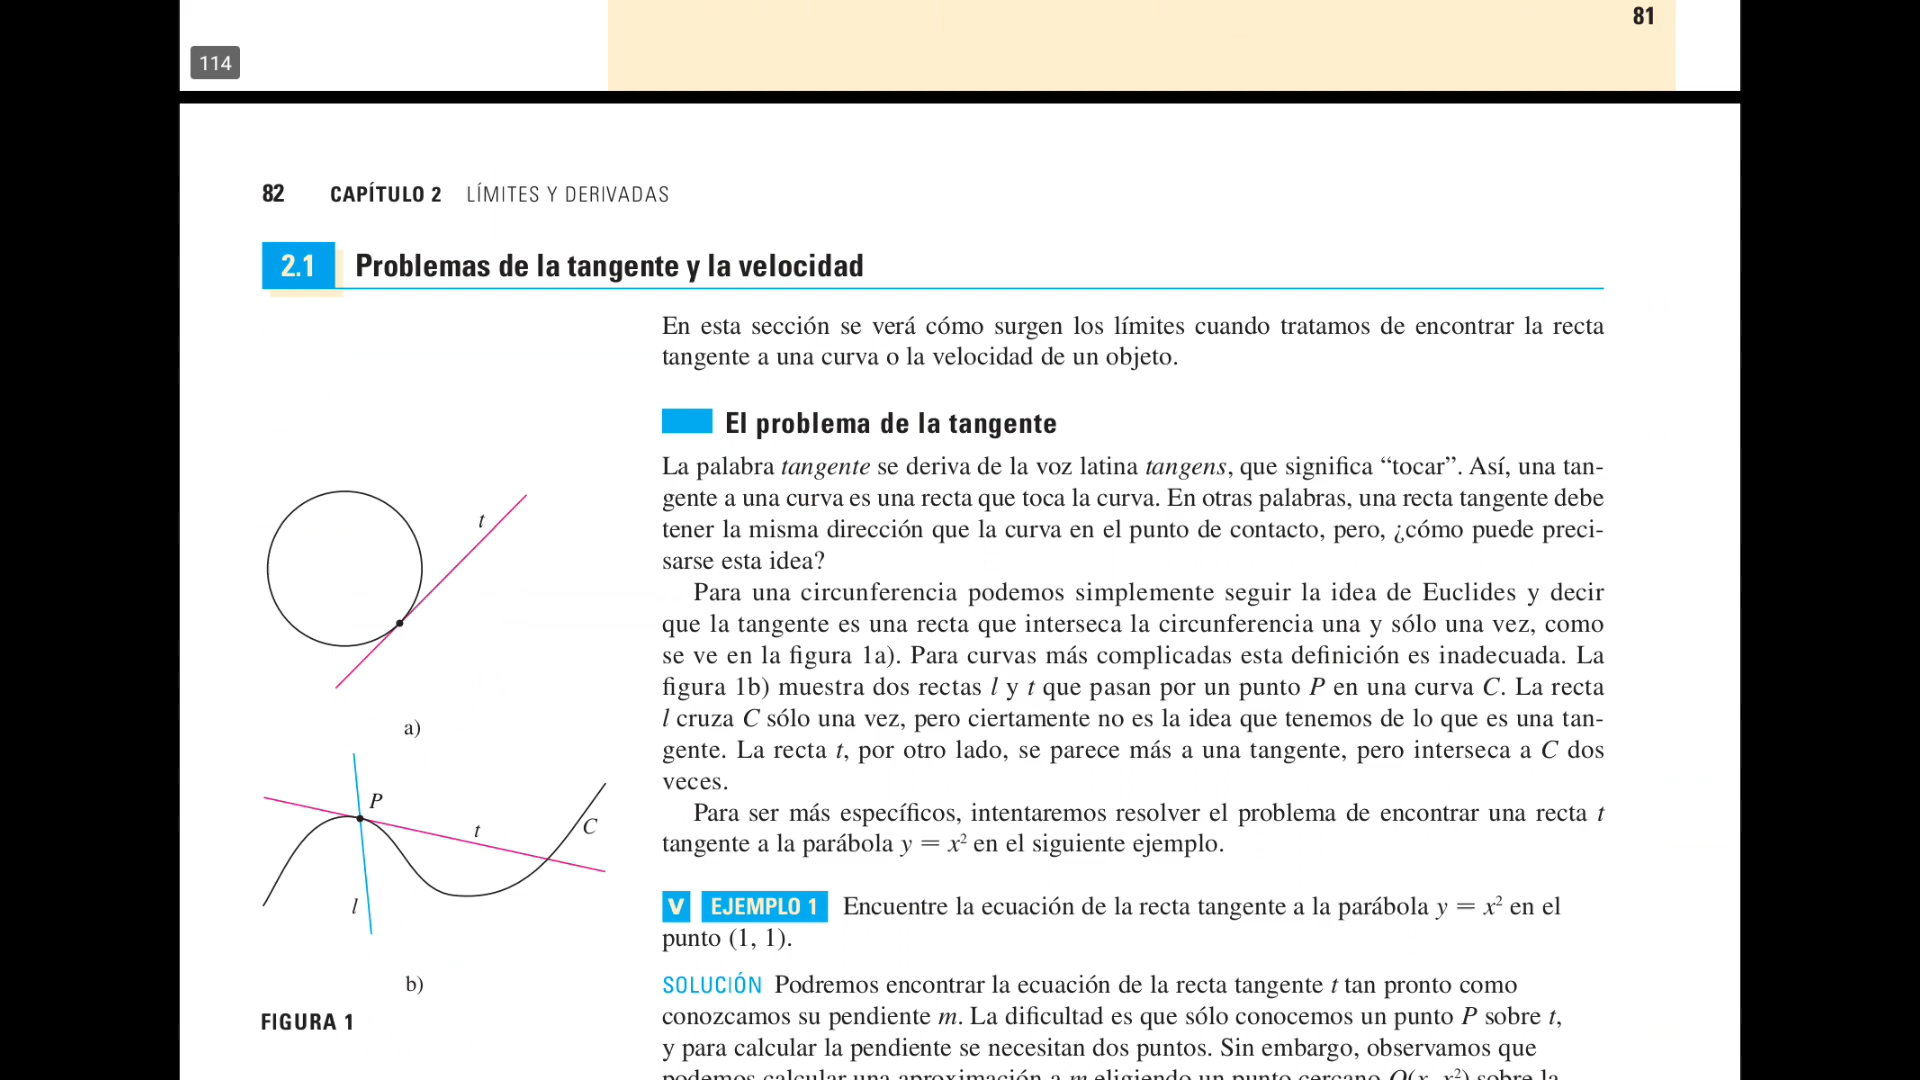 81
114
82 CAPÍTULO 2 LÍMITES Y DERIVADAS
2.1 Problemas de la tangente y la velocidad
En esta sección se verá cómo surgen los límites cuando tratamos de encontrar la recta
tangente a una curva o la velocidad de un objeto.
El problema de la tangente
La palabra tangente se deriva de la voz latina tangens, que significa “tocar”. Así, una tan-
gente a una curva es una recta que toca la curva. En otras palabras, una recta tangente debe
tener la misma dirección que la curva en el punto de contacto, pero, ¿cómo puede preci-
sarse esta idea?
Para una circunferencia podemos simplemente seguir la idea de Euclides y decir
que la tangente es una recta que interseca la circunferencia una y sólo una vez, como
se ve en la figura 1a). Para curvas más complicadas esta definición es inadecuada. La
figura 1b) muestra dos rectas l y t que pasan por un punto P en una curva C. La recta
l cruza C sólo una vez, pero ciertamente no es la idea que tenemos de lo que es una tan-
gente. La recta t, por otro lado, se parece más a una tangente, pero interseca a C dos
veces.
Para ser más específicos, intentaremos resolver el problema de encontrar una recta t
tangente a la parábola y = x² en el siguiente ejemplo.
V EJEMPLO 1 Encuentre la ecuación de la recta tangente a la parábola y = x² en el
punto (1, 1).
SOLUCIÓN Podremos encontrar la ecuación de la recta tangente t tan pronto como
conozcamos su pendiente m. La dificultad es que sólo conocemos un punto P sobre t,
y para calcular la pendiente se necesitan dos puntos. Sin embargo, observamos que
podemos calcular una aproximación a m eligiendo un punto cercano Q(x, x²) sobre la
t
a)
P
t
C
l
b)
FIGURA 1